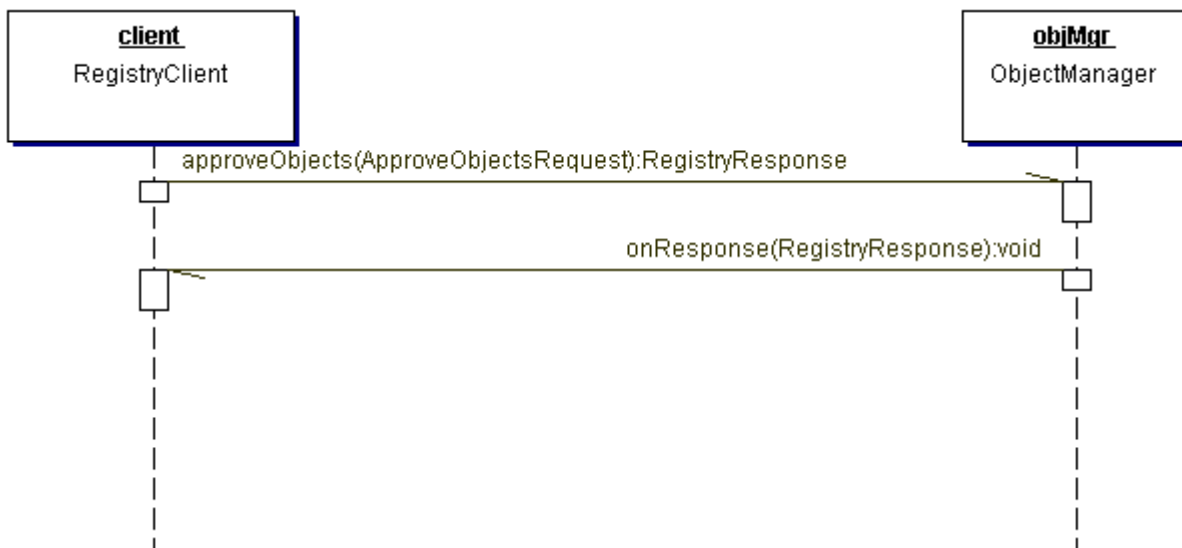 client
RegistryClient
objMgr
ObjectManager
approveObjects(ApproveObjectsRequest):RegistryResponse
onResponse(RegistryResponse):void